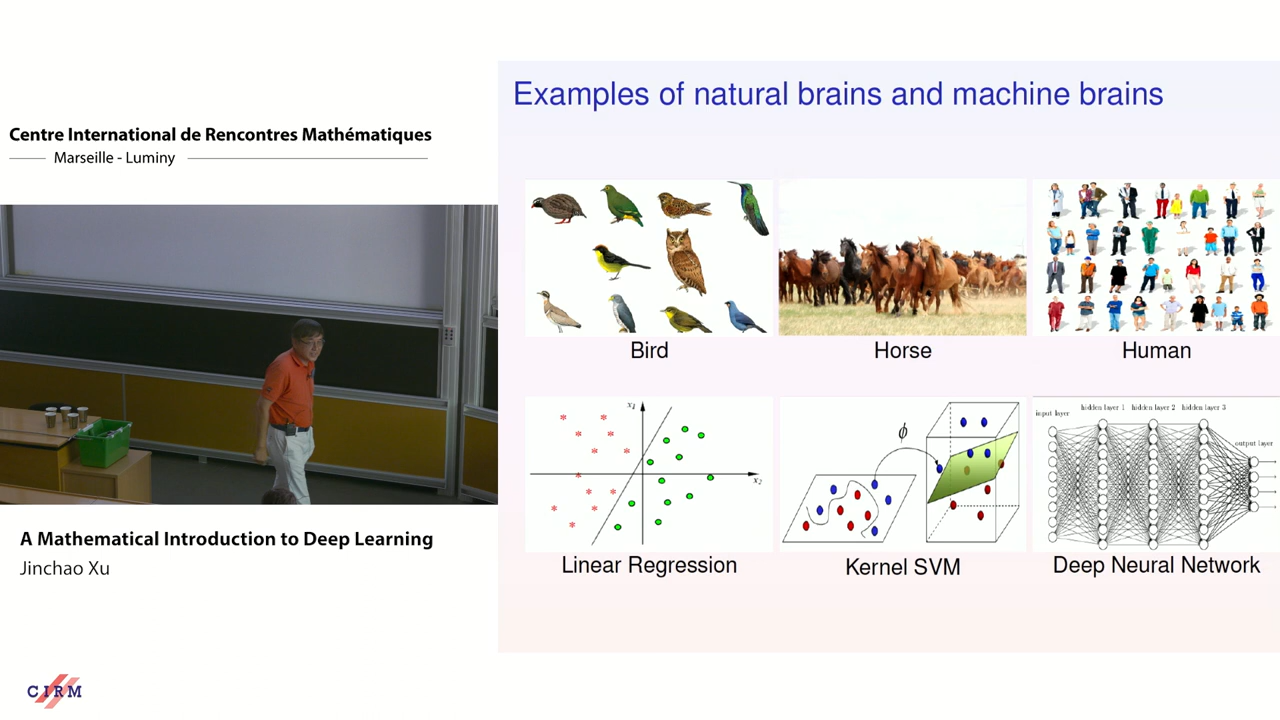 Centre International de Rencontres Mathématiques
Marseille - Luminy
A Mathematical Introduction to Deep Learning
Jinchao Xu
CIRM
Examples of natural brains and machine brains
Bird
Horse
Human
x₁
x₂
ϕ
input layer
hidden layer 1 hidden layer 2 hidden layer 3
output layer
Linear Regression
Kernel SVM
Deep Neural Network